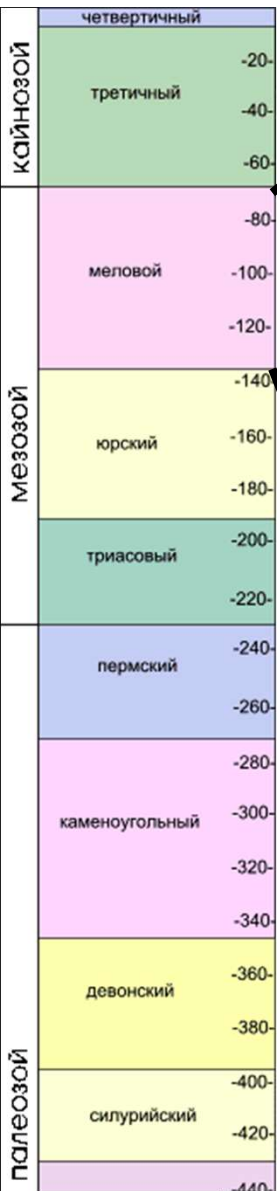 кайнозой
четвертичный
третичный
-20-
-40-
-60-
мезозой
меловой
-80-
-100-
-120-
юрский
-140
-160-
-180-
триасовый
-200-
-220-
палеозой
пермский
-240-
-260-
каменоугольный
-280-
-300-
-320-
-340-
девонский
-360-
-380-
силурийский
-400-
-420-
-440-